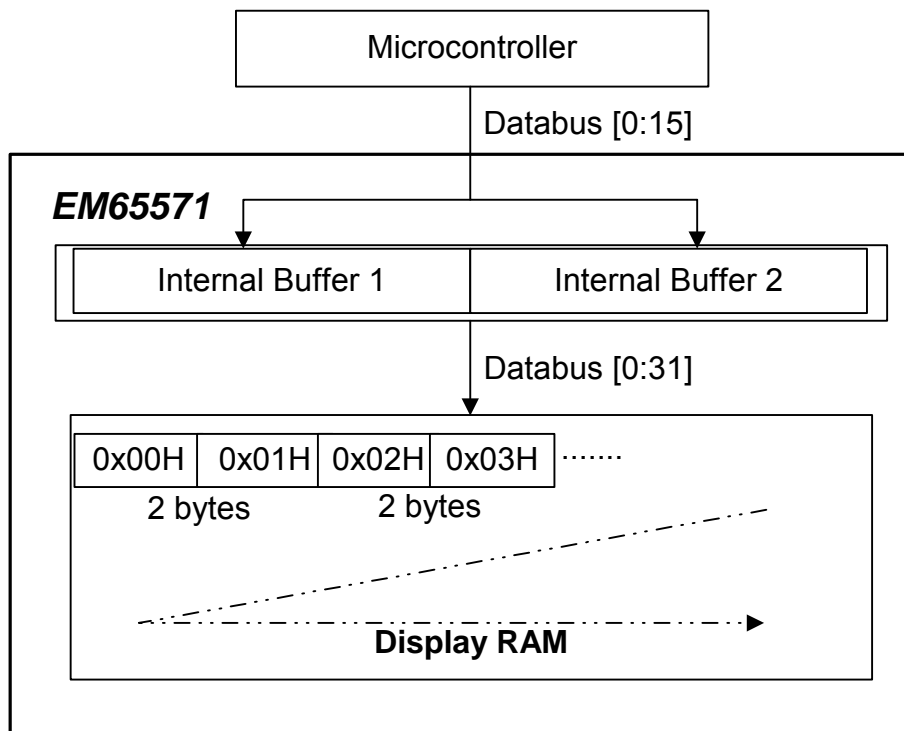 Microcontroller
Databus [0:15]
EM65571
Internal Buffer 1 Internal Buffer 2
Databus [0:31]
0x00H 0x01H 0x02H 0x03H ·······
2 bytes 2 bytes
Display RAM